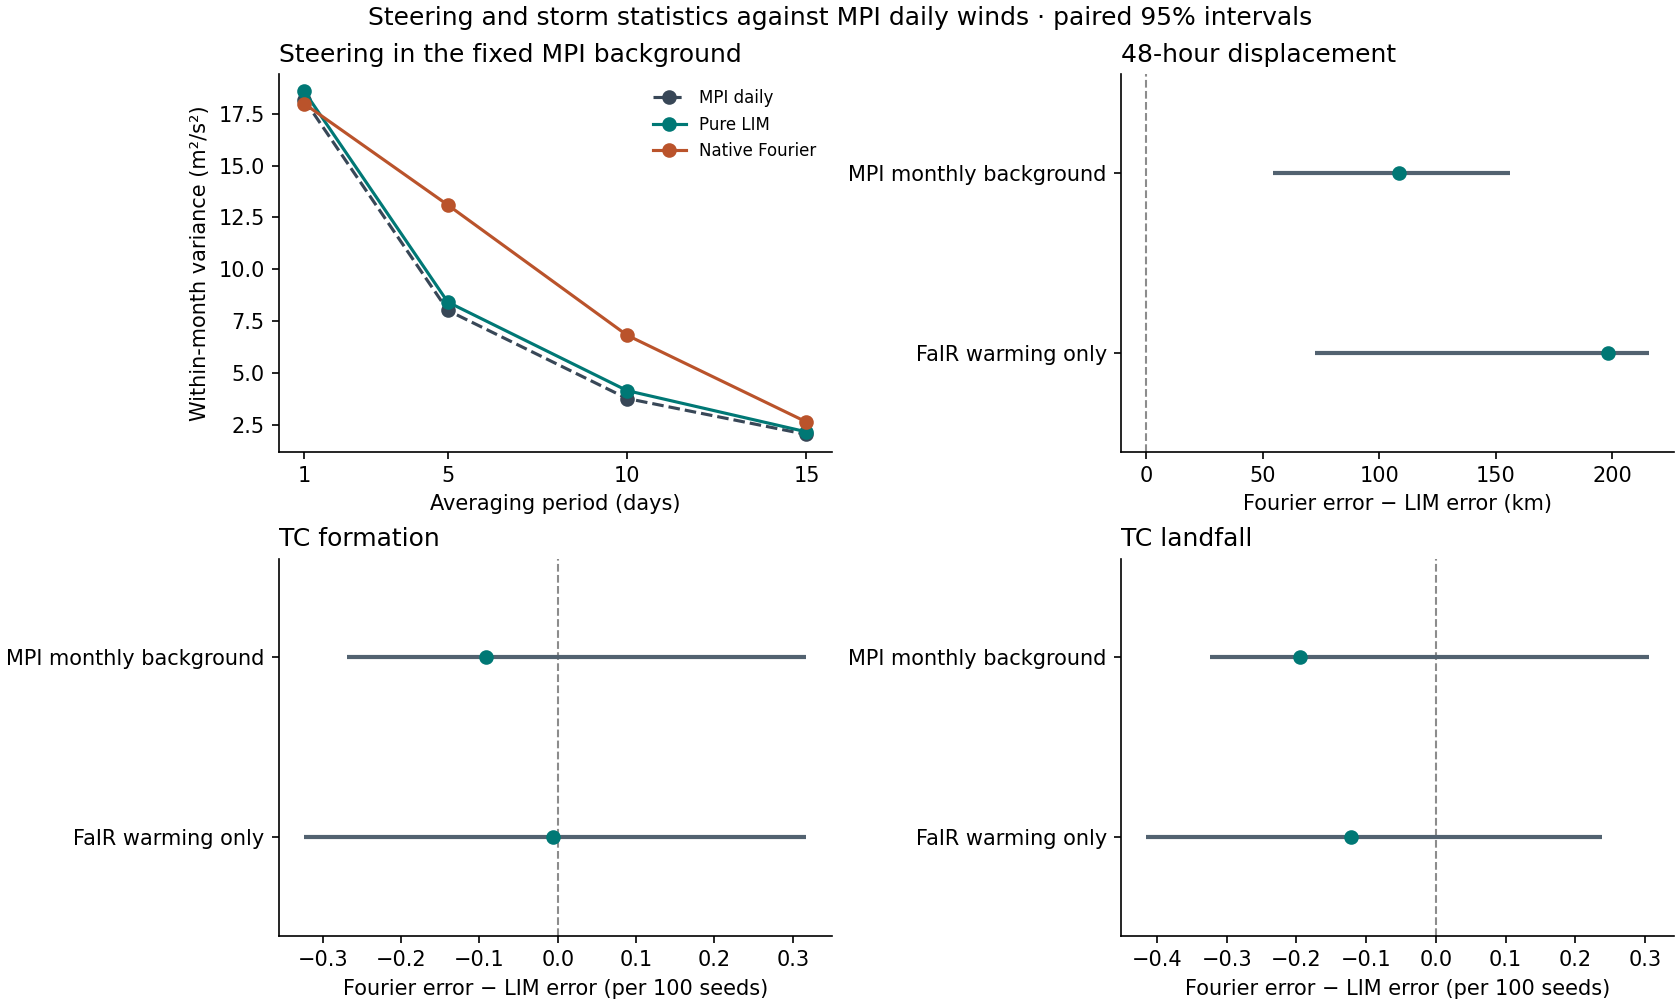 Steering and storm statistics against MPI daily winds · paired 95% intervals
Steering in the fixed MPI background
Within-month variance (m²/s²)
17.5
15.0
12.5
10.0
7.5
5.0
2.5
MPI daily
Pure LIM
Native Fourier
1
5
10
15
Averaging period (days)
48-hour displacement
MPI monthly background
FaIR warming only
0
50
100
150
200
Fourier error − LIM error (km)
TC formation
MPI monthly background
FaIR warming only
−0.3
−0.2
−0.1
0.0
0.1
0.2
0.3
Fourier error − LIM error (per 100 seeds)
TC landfall
MPI monthly background
FaIR warming only
−0.4
−0.3
−0.2
−0.1
0.0
0.1
0.2
0.3
Fourier error − LIM error (per 100 seeds)